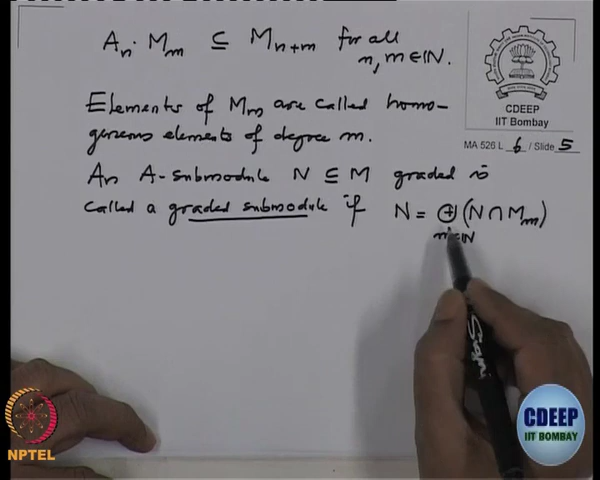 Aₙ · Mₘ ⊆ Mₙ₊ₘ for all
n, m ∈ ℕ.
Elements of Mₘ are called homo-
geneous elements of degree m.
An A-submodule N ⊆ M graded is
called a graded submodule if N = ⊕ (N ∩ Mₘ)
m ∈ ℕ
CDEEP
IIT Bombay
MA 526 L 6 / Slide 5
NPTEL
CDEEP
IIT BOMBAY